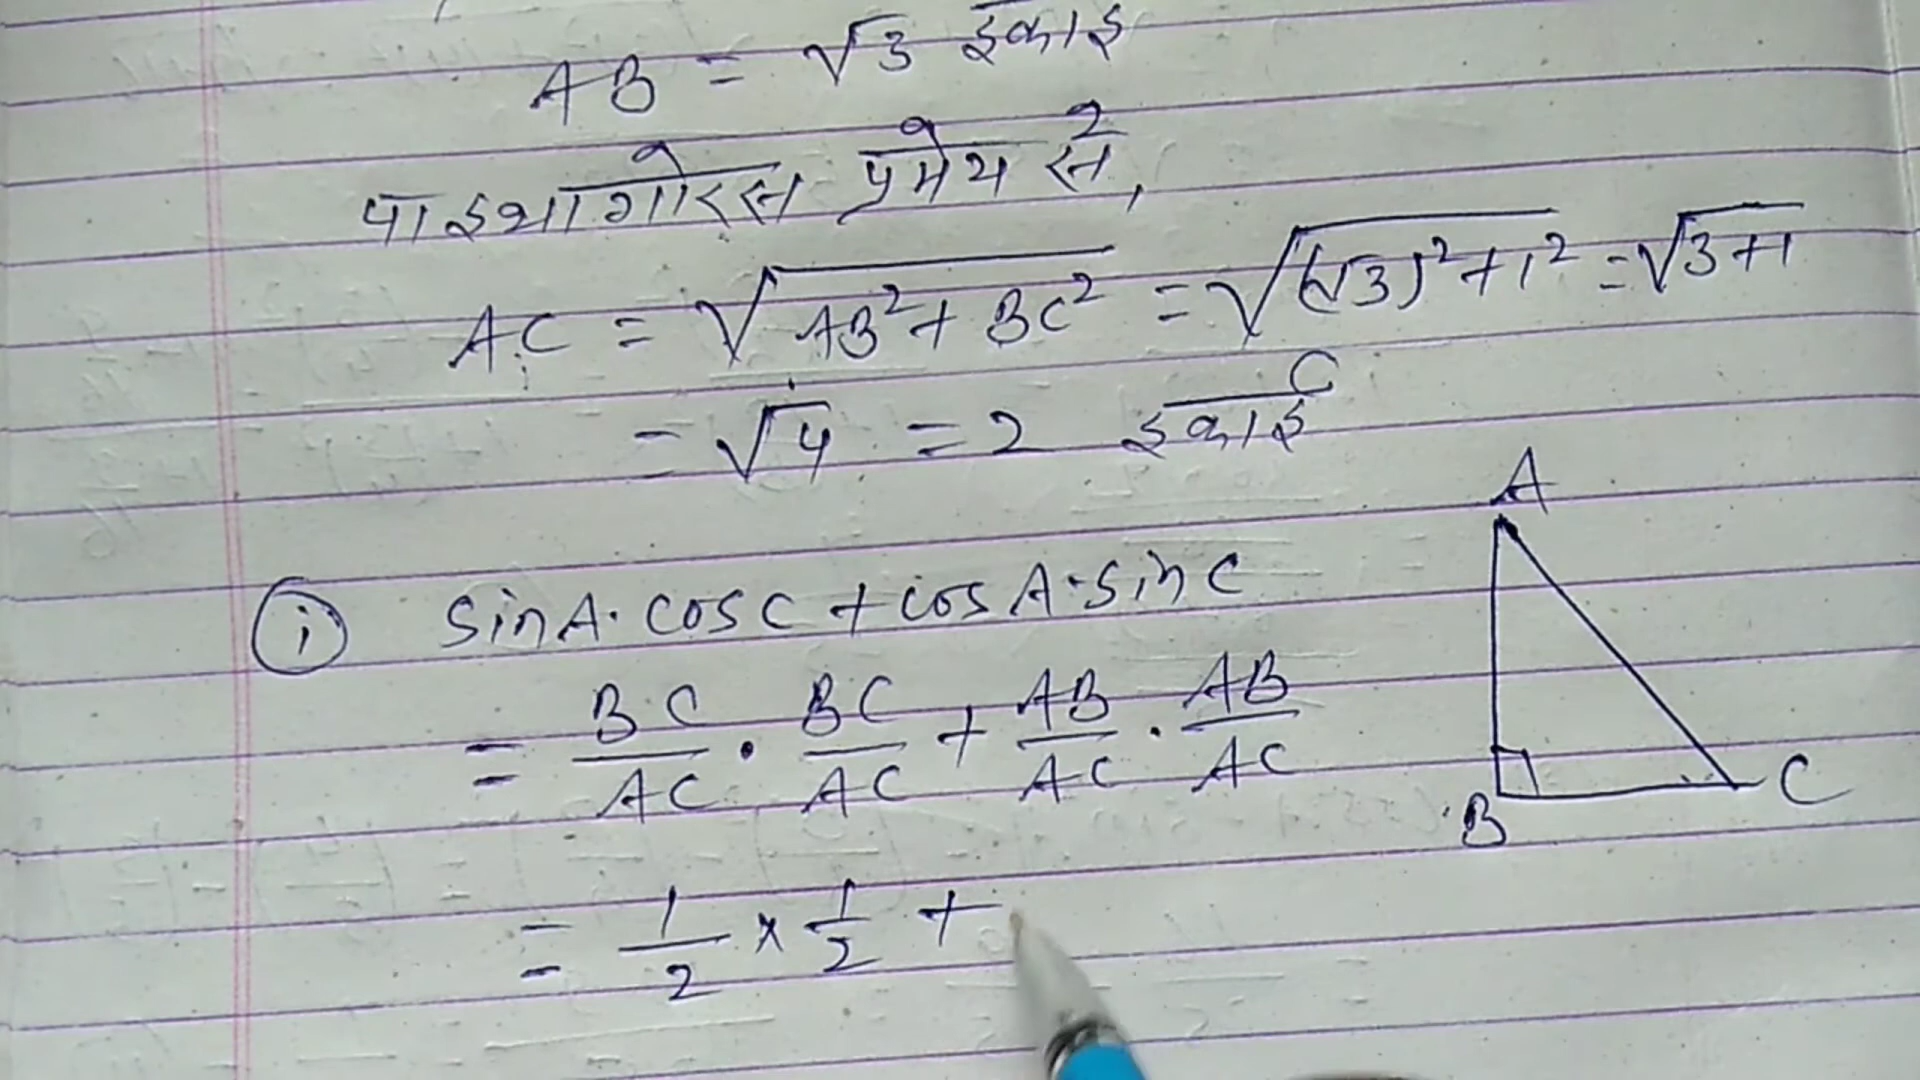 AB = √3 इकाई
पाइथागोरस प्रमेय से,
AC = √(AB² + BC²) = √((√3)² + 1²) = √(3+1)
= √4 = 2 इकाई
(i) sinA · cosC + cosA · sinC
= BC/AC · BC/AC + AB/AC · AB/AC
= 1/2 × 1/2 +
A
B
C